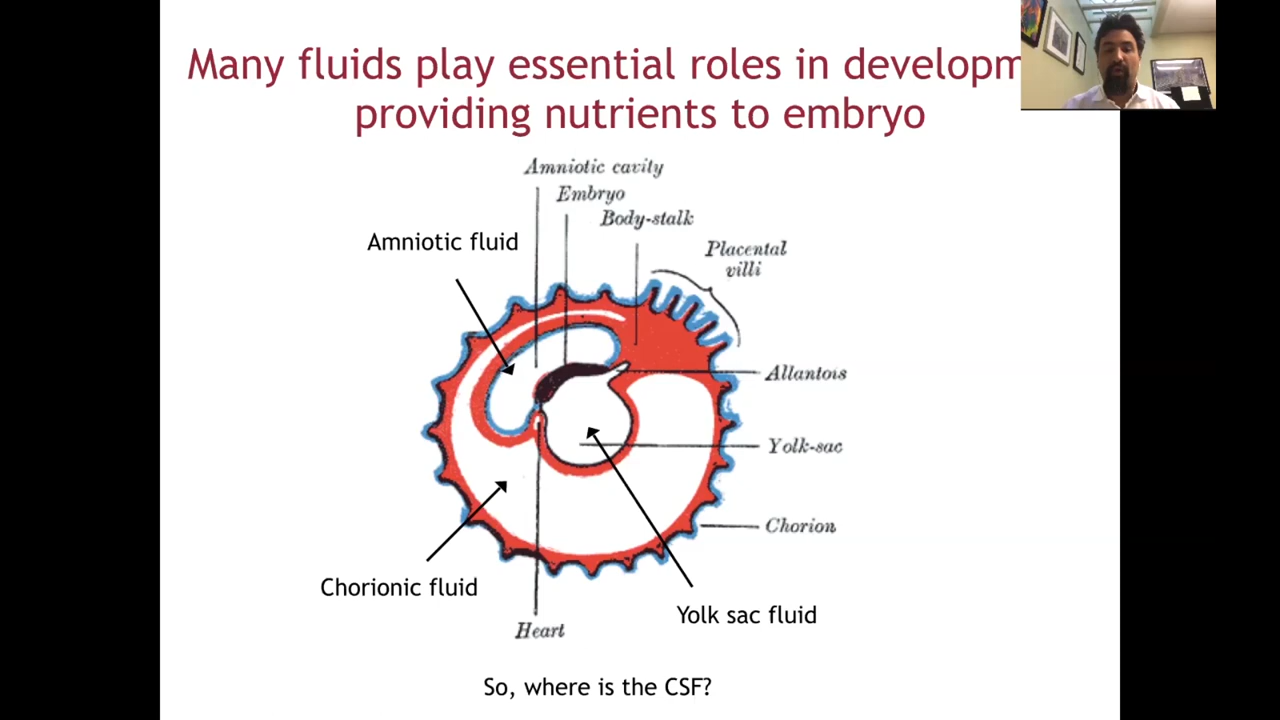 Many fluids play essential roles in developm
providing nutrients to embryo
Amniotic cavity
Embryo
Body-stalk
Placental
villi
Amniotic fluid
Allantois
Yolk-sac
Chorion
Chorionic fluid
Yolk sac fluid
Heart
So, where is the CSF?